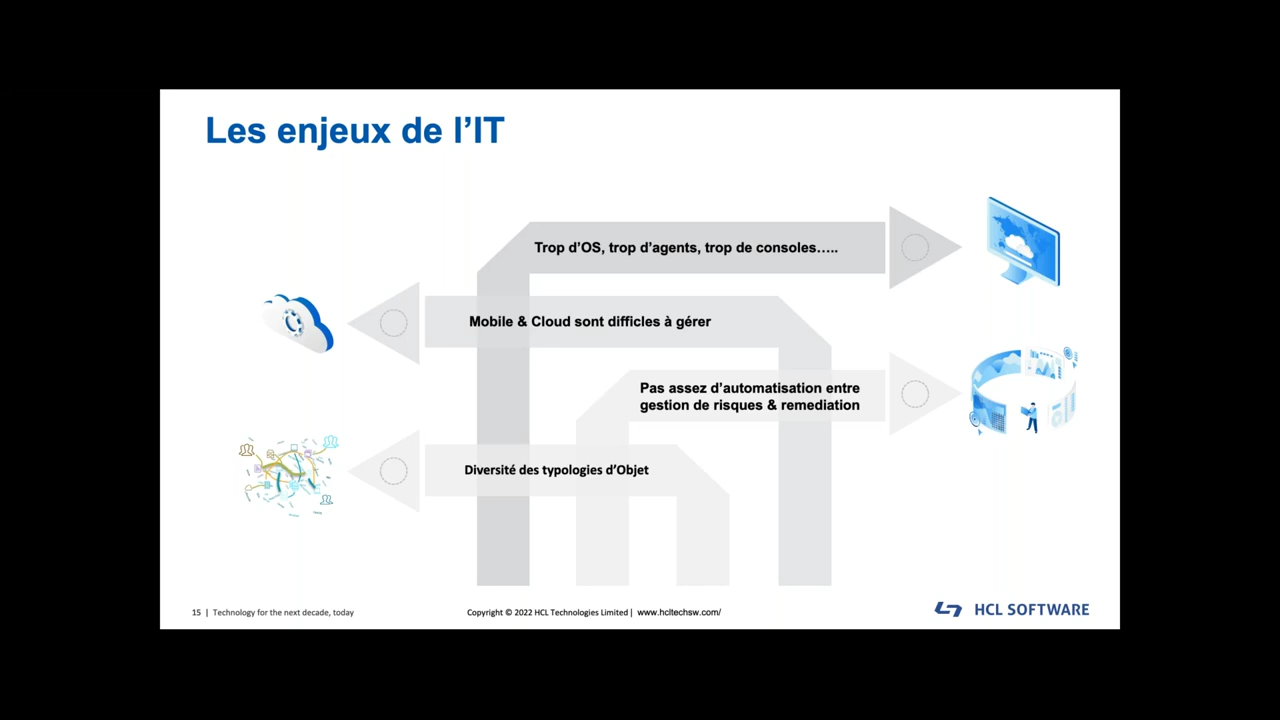 Les enjeux de l’IT
Trop d’OS, trop d’agents, trop de consoles…..
Mobile & Cloud sont difficles à gérer
Pas assez d’automatisation entre
gestion de risques & remediation
Diversité des typologies d’Objet
15 | Technology for the next decade, today
Copyright © 2022 HCL Technologies Limited | www.hcltechsw.com/
HCL SOFTWARE